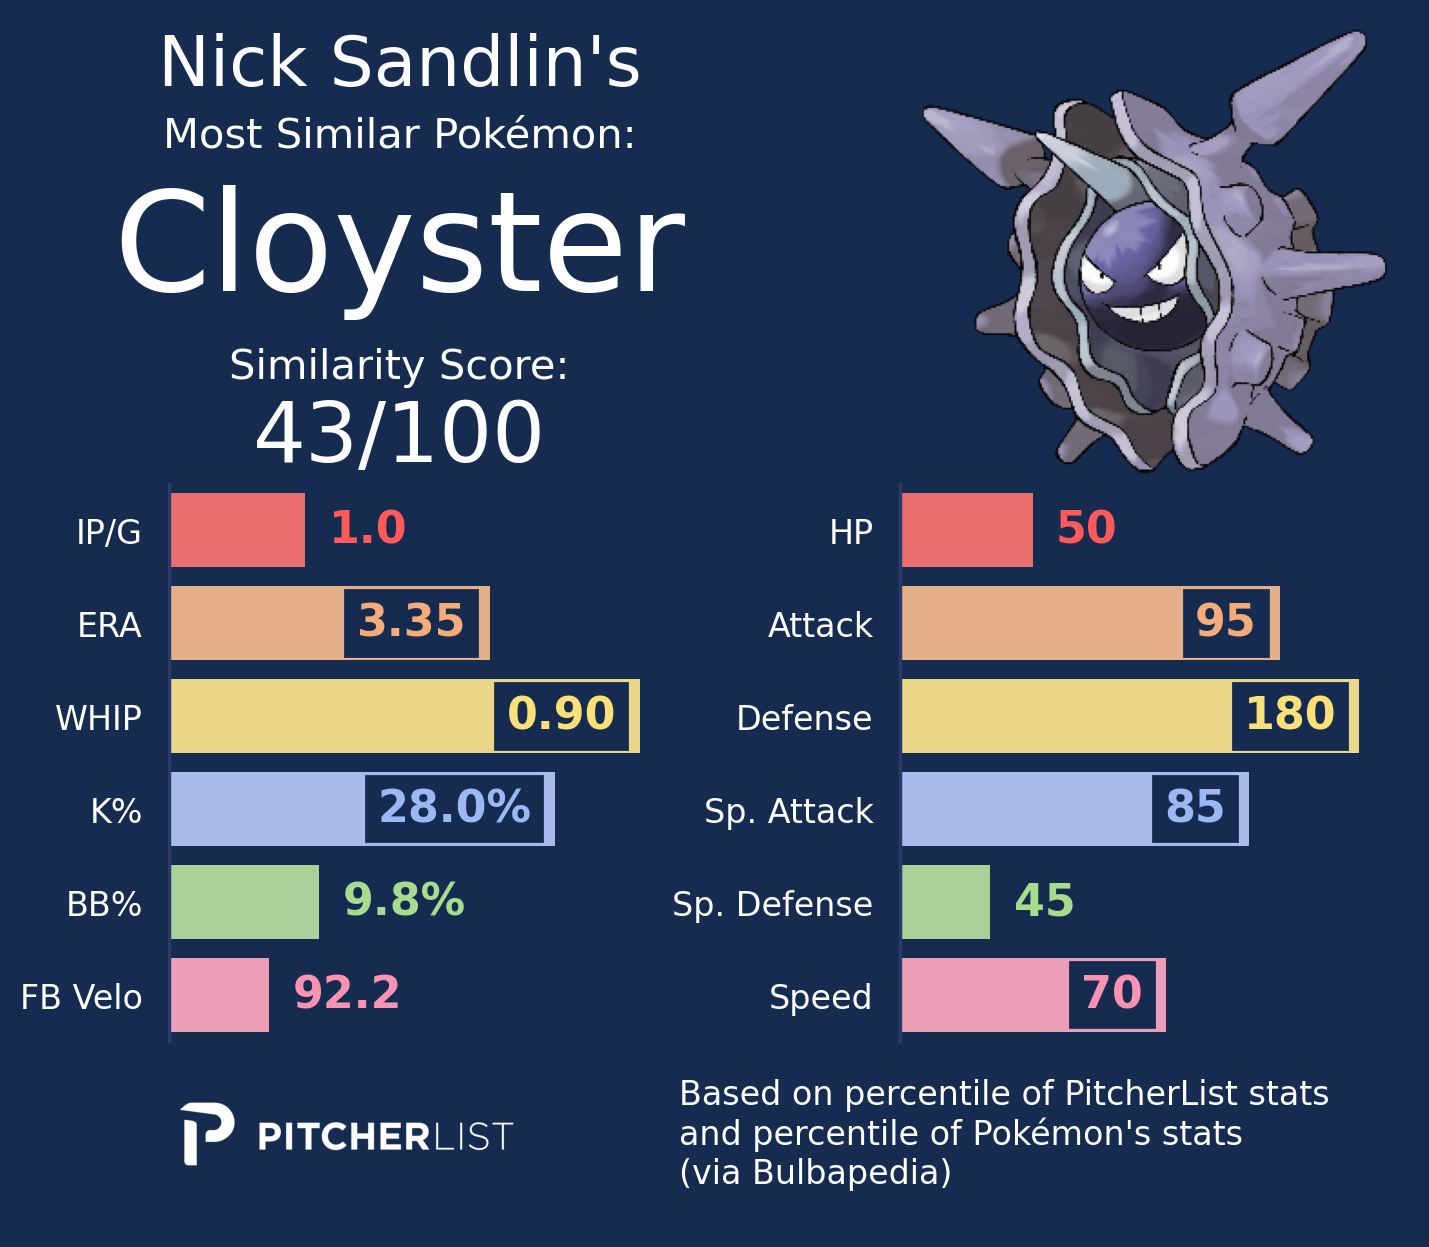 Nick Sandlin's
Most Similar Pokémon:
Cloyster
Similarity Score:
43/100
IP/G 1.0
ERA 3.35
WHIP 0.90
K% 28.0%
BB% 9.8%
FB Velo 92.2
HP 50
Attack 95
Defense 180
Sp. Attack 85
Sp. Defense 45
Speed 70
PITCHERLIST
Based on percentile of PitcherList stats
and percentile of Pokémon's stats
(via Bulbapedia)